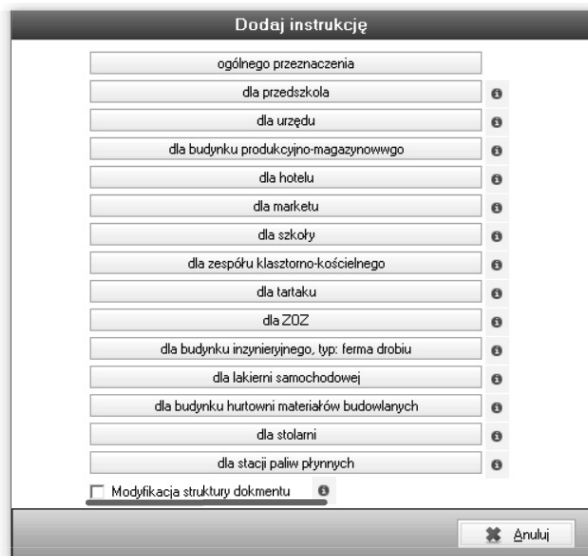 Dodaj instrukcję
ogólnego przeznaczenia
dla przedszkola
dla urzędu
dla budynku produkcyjno-magazynowwgo
dla hotelu
dla marketu
dla szkoły
dla zespółu klasztorno-kościelnego
dla tartaku
dla ZOZ
dla budynku inzynieryjnego, typ: ferma drobiu
dla lakierni samochodowej
dla budynku hurtowni materiałów budowlanych
dla stolarni
dla stacji paliw płynnych
Modyfikacja struktury dokmentu
Anuluj